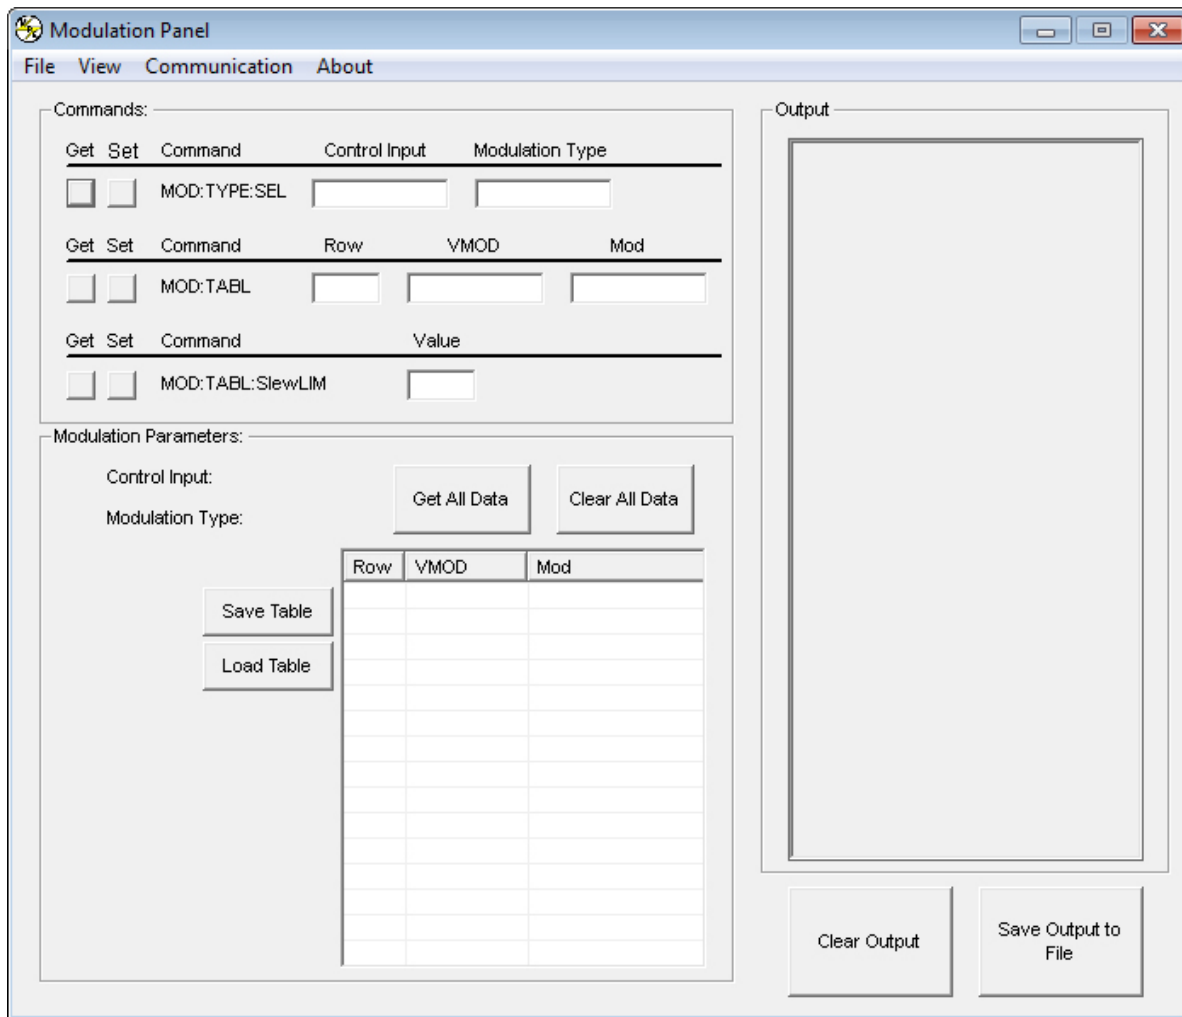 Modulation Panel
File View Communication About
Commands:
Get Set Command Control Input Modulation Type
MOD:TYPE:SEL
Get Set Command Row VMOD Mod
MOD:TABL
Get Set Command Value
MOD:TABL:SlewLIM
Modulation Parameters:
Control Input:
Modulation Type:
Get All Data
Clear All Data
Row VMOD Mod
Save Table
Load Table
Output
Clear Output
Save Output to
File